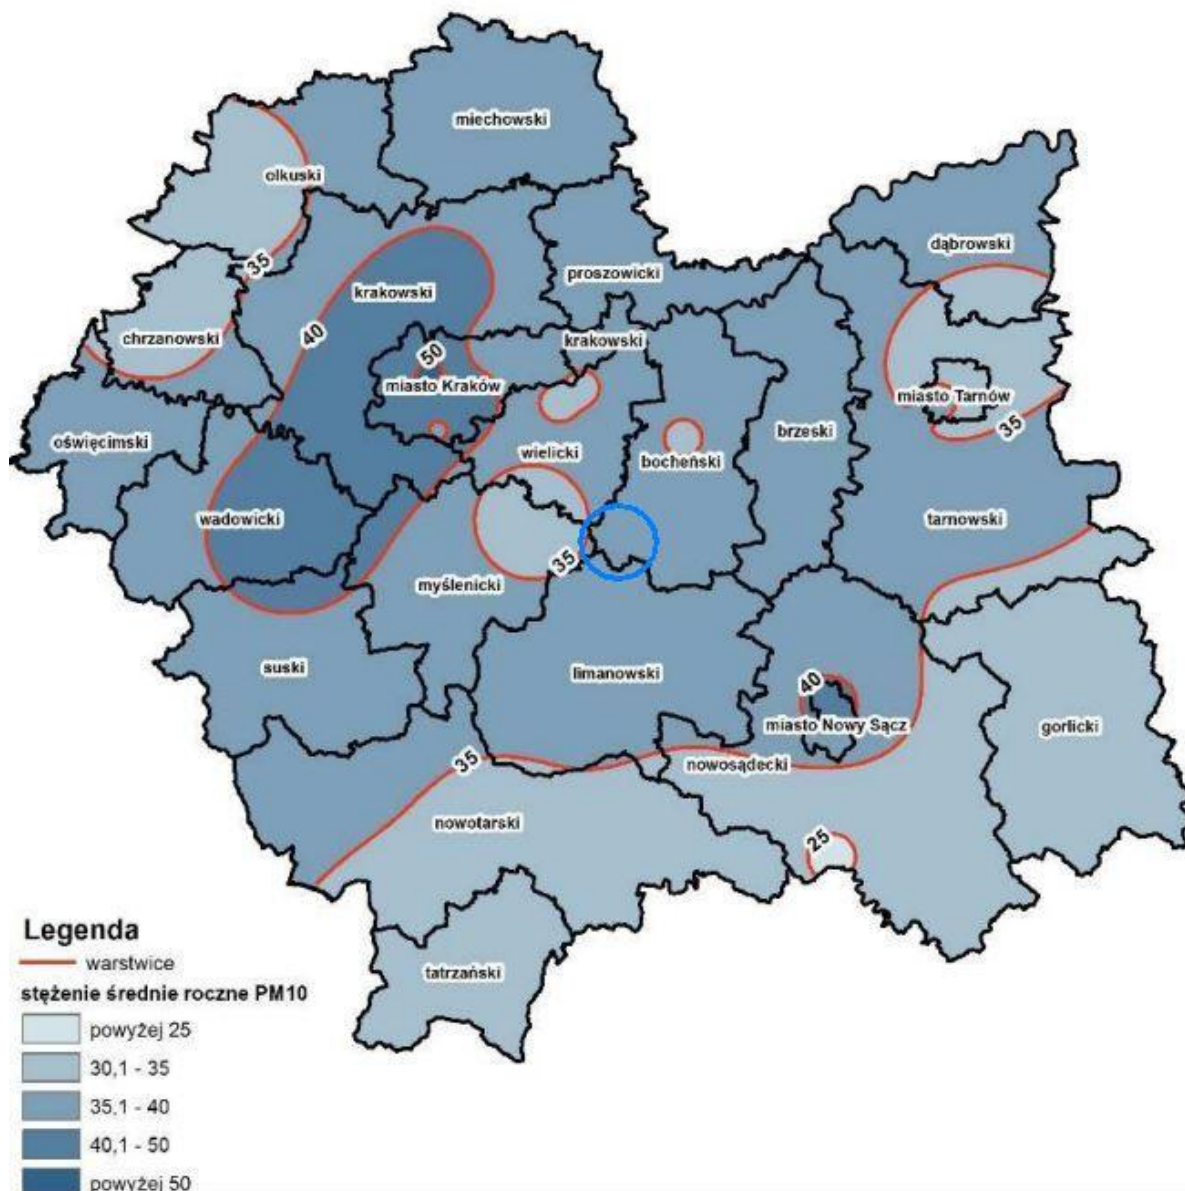 miechowski
olkuski
dąbrowski
35
proszowicki
krakowski
40
chrzanowski
krakowski
50
miasto Kraków
miasto Tarnów
35
oświęcimski
wielicki
bocheński
brzeski
wadowicki
tarnowski
35
myślenicki
suski
limanowski
40
miasto Nowy Sącz
gorlicki
35
nowosądecki
nowotarski
25
tatrzański
Legenda
warstwice
stężenie średnie roczne PM10
powyżej 25
30,1 - 35
35,1 - 40
40,1 - 50
powyżej 50